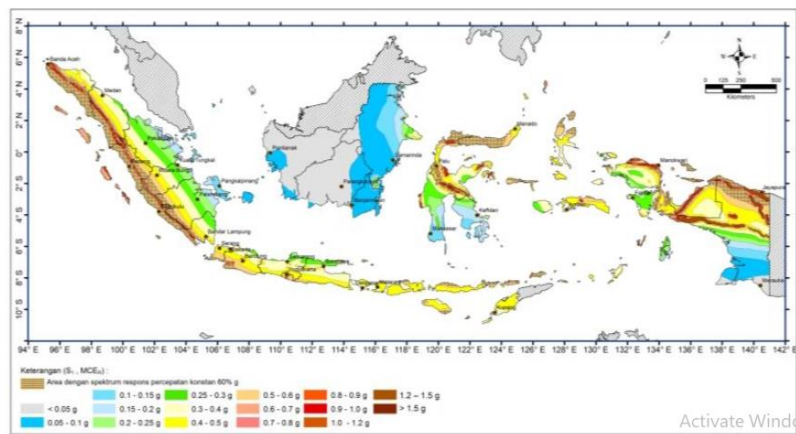 8° N
6° N
4° N
2° N
0°
2° S
4° S
6° S
8° S
10° S
Banda Aceh
Medan
Pontianak
Samarinda
Manado
Palu
Manokwari
Jayapura
Pangkalpinang
Makassar
Bandar Lampung
Serang
Bandung
Semarang
Kupang
Merauke
N
W
E
S
0 125 250 500
Kilometers
94° E 96° E 98° E 100° E 102° E 104° E 106° E 108° E 110° E 112° E 114° E 116° E 118° E 120° E 122° E 124° E 126° E 128° E 130° E 132° E 134° E 136° E 138° E 140° E 142° E
Keterangan (S₁ , MCER) :
Area dengan spektrum respons percepatan konstan 60% g
< 0.05 g
0.05 - 0.1 g
0.1 - 0.15 g
0.15 - 0.2 g
0.2 - 0.25 g
0.25 - 0.3 g
0.3 - 0.4 g
0.4 - 0.5 g
0.5 - 0.6 g
0.6 - 0.7 g
0.7 - 0.8 g
0.8 - 0.9 g
0.9 - 1.0 g
1.0 - 1.2 g
1.2 – 1.5 g
> 1.5 g
Activate Wind